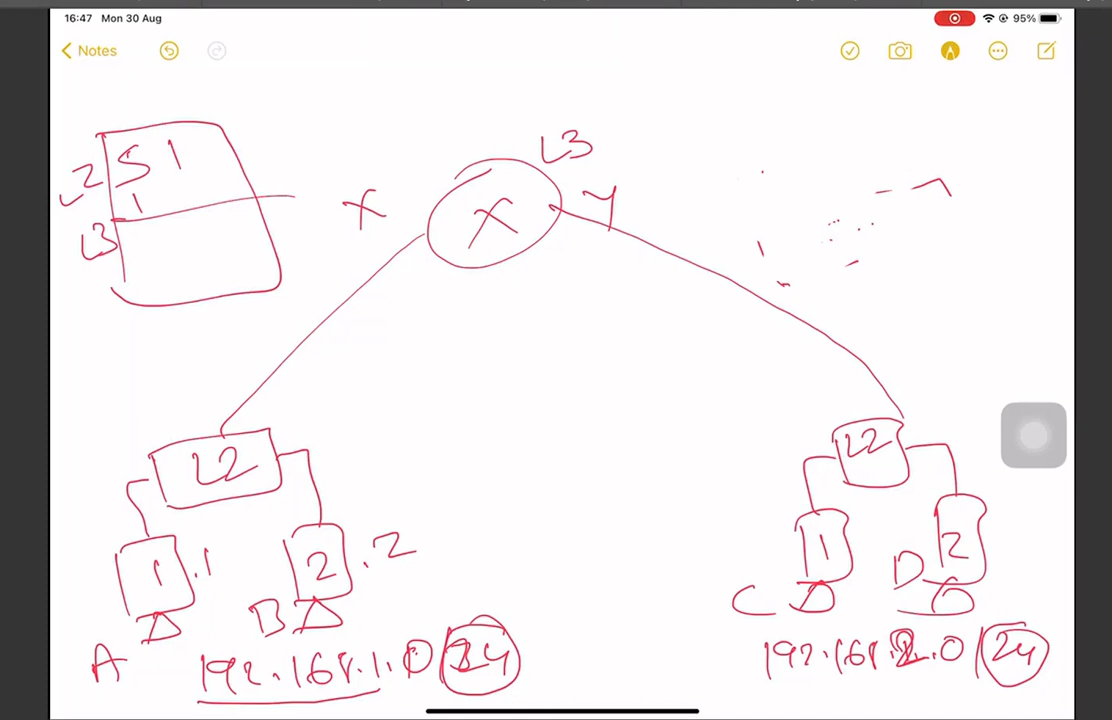 16:47 Mon 30 Aug
95%
Notes
L2 S 1
1
L3
X
X
L3
Y
L2
L2
1 .1
2 .2
1
2
A
B
C
D
192.168.1.0/24
192.168.2.0/24